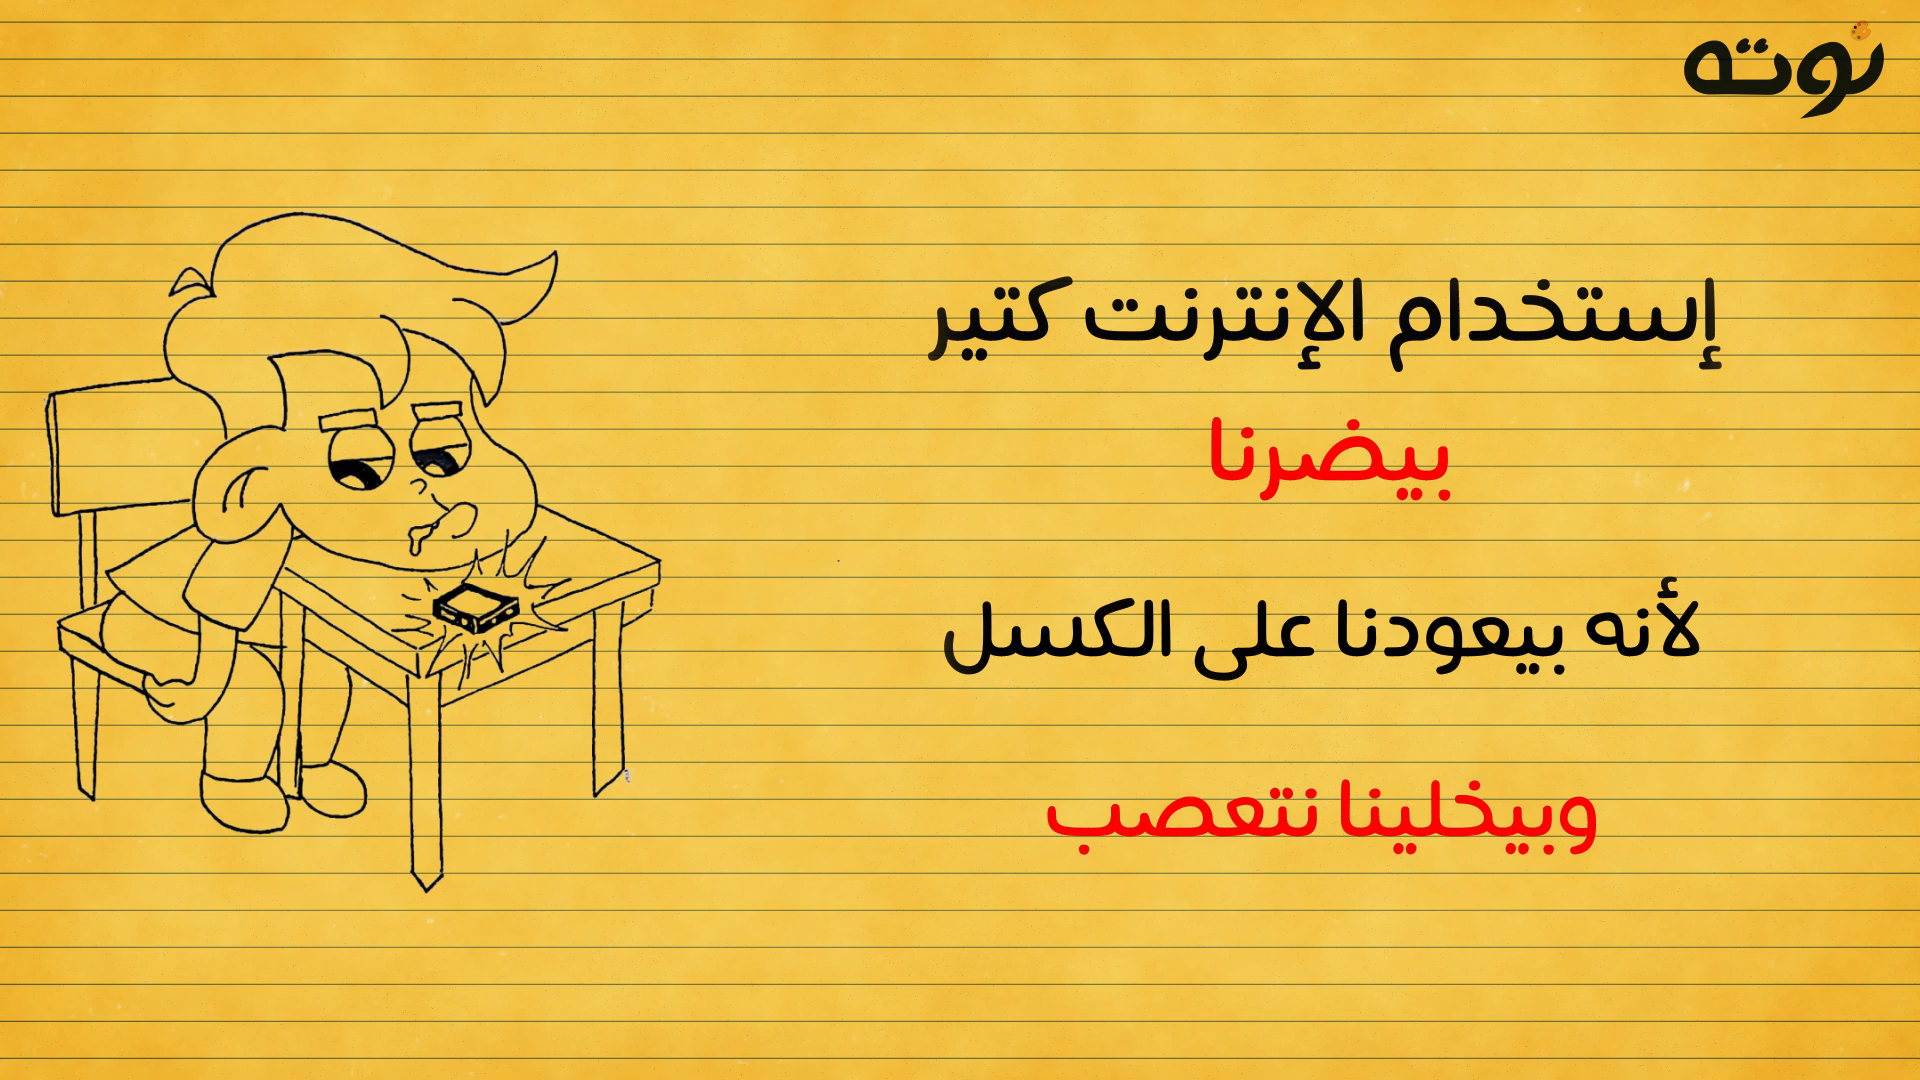 نوته
إستخدام الإنترنت كتير
بيضرنا
لأنه بيعودنا على الكسل
وبيخلينا نتعصب